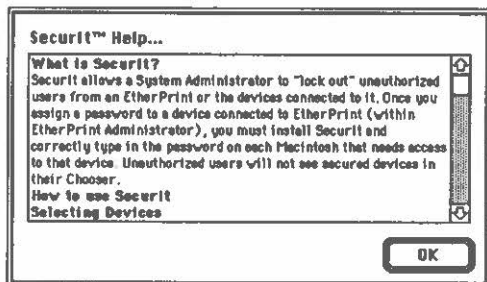 Securit™ Help...
What is Securit?
Securit allows a System Administrator to "lock out" unauthorized
users from an EtherPrint or the devices connected to it. Once you
assign a password to a device connected to EtherPrint (within
EtherPrint Administrator), you must install Securit and
correctly type in the password on each Macintosh that needs access
to that device. Unauthorized users will not see secured devices in
their Chooser.
How to use Securit
Selecting Devices
OK